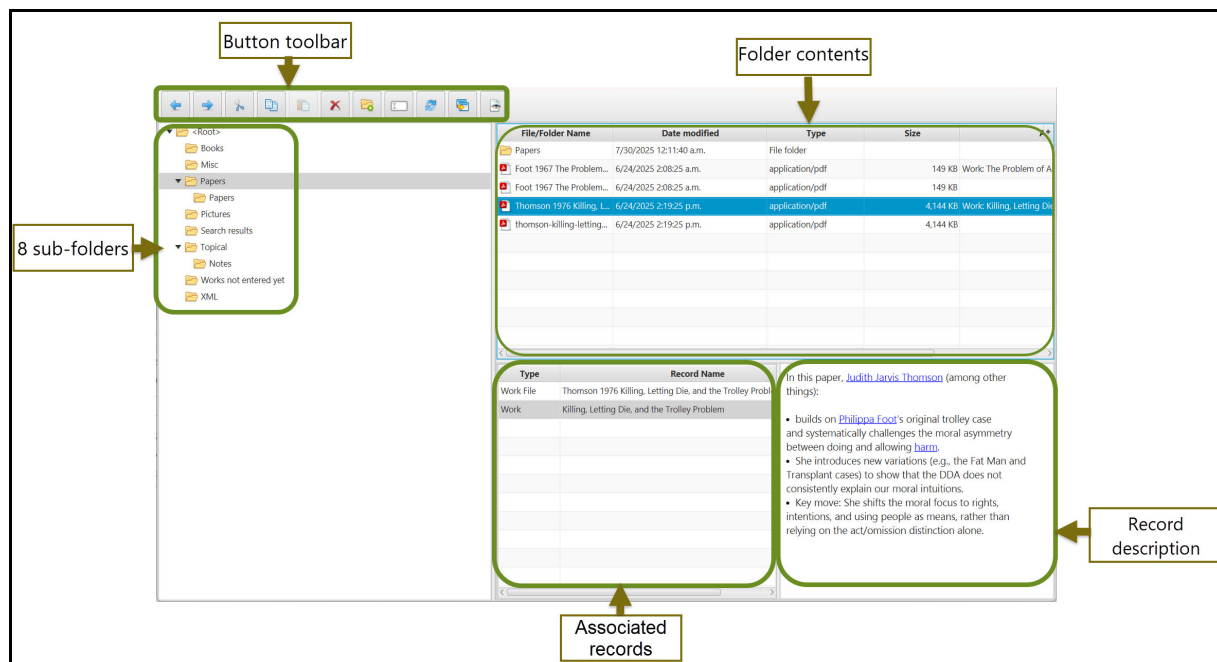 Button toolbar
Folder contents
<Root>
Books
Misc
Papers
Papers
Pictures
Search results
Topical
Notes
Works not entered yet
XML
8 sub-folders
File/Folder Name Date modified Type Size
Papers 7/30/2025 12:11:40 a.m. File folder
Foot 1967 The Problem... 6/24/2025 2:08:25 a.m. application/pdf 149 KB Work: The Problem of A
Foot 1967 The Problem... 6/24/2025 2:08:25 a.m. application/pdf 149 KB
Thomson 1976 Killing, L... 6/24/2025 2:19:25 p.m. application/pdf 4,144 KB Work: Killing, Letting Die
thomson-killing-letting... 6/24/2025 2:19:25 p.m. application/pdf 4,144 KB
Type Record Name
Work File Thomson 1976 Killing, Letting Die, and the Trolley Probl
Work Killing, Letting Die, and the Trolley Problem
In this paper, Judith Jarvis Thomson (among other
things):
• builds on Philippa Foot's original trolley case
and systematically challenges the moral asymmetry
between doing and allowing harm.
• She introduces new variations (e.g., the Fat Man and
Transplant cases) to show that the DDA does not
consistently explain our moral intuitions.
• Key move: She shifts the moral focus to rights,
intentions, and using people as means, rather than
relying on the act/omission distinction alone.
Record
description
Associated
records